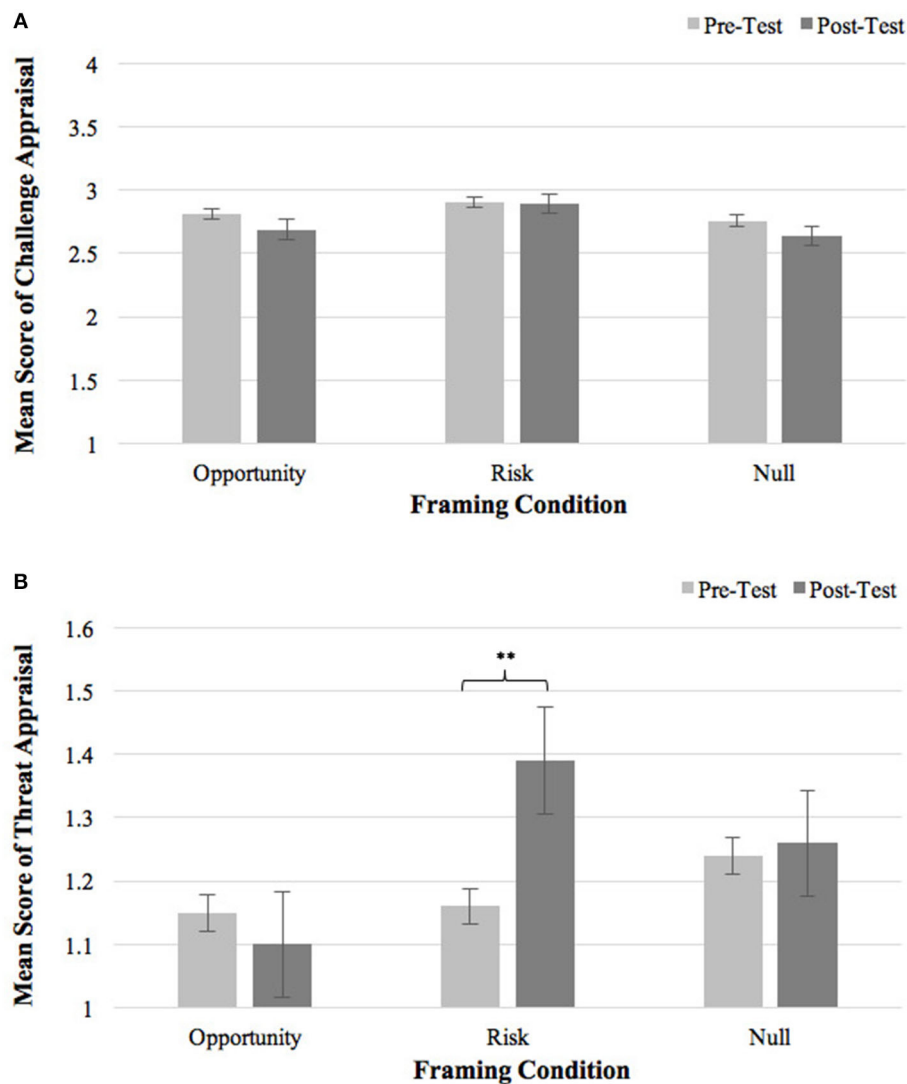 A
Pre-Test Post-Test
Mean Score of Challenge Appraisal
4
3.5
3
2.5
2
1.5
1
Opportunity Risk Null
Framing Condition
B
Pre-Test Post-Test
Mean Score of Threat Appraisal
1.6
1.5
1.4
1.3
1.2
1.1
1
**
Opportunity Risk Null
Framing Condition